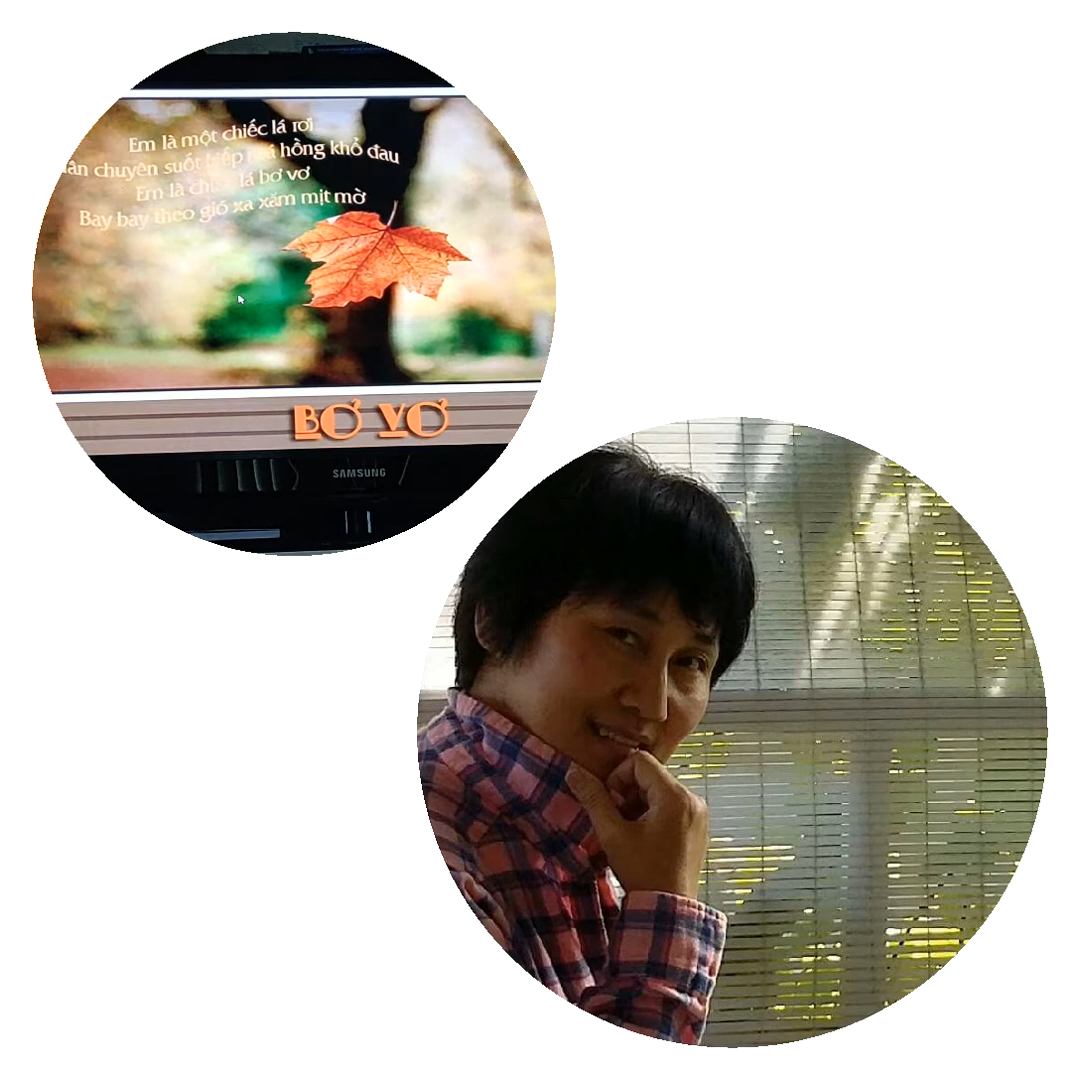 Em là một chiếc lá rơi
chuyên suốt kiếp má hồng khổ đau
Em là chiếc lá bơ vơ
Bay bay theo gió xa xăm mịt mờ
BƠ VƠ
SAMSUNG